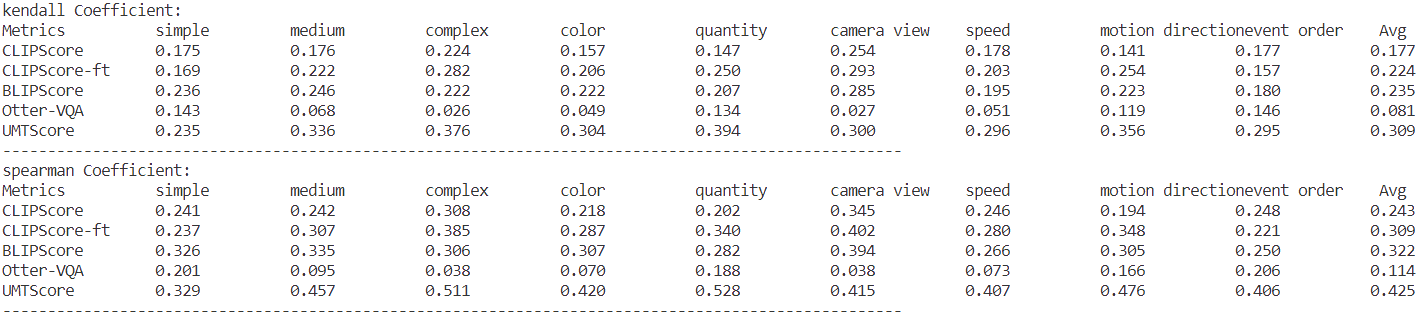 kendall Coefficient:
Metrics simple medium complex color quantity camera view speed motion directionevent order Avg
CLIPScore 0.175 0.176 0.224 0.157 0.147 0.254 0.178 0.141 0.177 0.177
CLIPScore-ft 0.169 0.222 0.282 0.206 0.250 0.293 0.203 0.254 0.157 0.224
BLIPScore 0.236 0.246 0.222 0.222 0.207 0.285 0.195 0.223 0.180 0.235
Otter-VQA 0.143 0.068 0.026 0.049 0.134 0.027 0.051 0.119 0.146 0.081
UMTScore 0.235 0.336 0.376 0.304 0.394 0.300 0.296 0.356 0.295 0.309
----------------------------------------------------------------------------------------------------
spearman Coefficient:
Metrics simple medium complex color quantity camera view speed motion directionevent order Avg
CLIPScore 0.241 0.242 0.308 0.218 0.202 0.345 0.246 0.194 0.248 0.243
CLIPScore-ft 0.237 0.307 0.385 0.287 0.340 0.402 0.280 0.348 0.221 0.309
BLIPScore 0.326 0.335 0.306 0.307 0.282 0.394 0.266 0.305 0.250 0.322
Otter-VQA 0.201 0.095 0.038 0.070 0.188 0.038 0.073 0.166 0.206 0.114
UMTScore 0.329 0.457 0.511 0.420 0.528 0.415 0.407 0.476 0.406 0.425
----------------------------------------------------------------------------------------------------